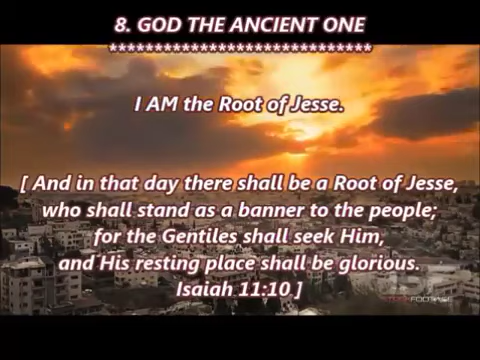 8. GOD THE ANCIENT ONE
*****************************
I AM the Root of Jesse.
[ And in that day there shall be a Root of Jesse,
who shall stand as a banner to the people;
for the Gentiles shall seek Him,
and His resting place shall be glorious.
Isaiah 11:10 ]